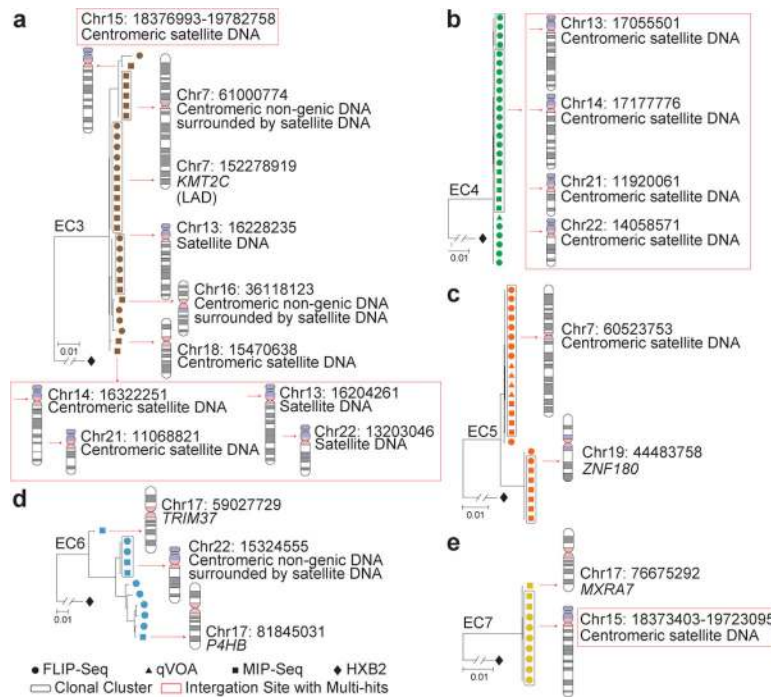 a
Chr15: 18376993-19782758
Centromeric satellite DNA
Chr7: 61000774
Centromeric non-genic DNA
surrounded by satellite DNA
Chr7: 152278919
KMT2C
(LAD)
EC3
Chr13: 16228235
Satellite DNA
Chr16: 36118123
Centromeric non-genic DNA
surrounded by satellite DNA
0.01
Chr18: 15470638
Centromeric satellite DNA
Chr14: 16322251
Centromeric satellite DNA
Chr13: 16204261
Satellite DNA
Chr21: 11068821
Centromeric satellite DNA
Chr22: 13203046
Satellite DNA
b
Chr13: 17055501
Centromeric satellite DNA
Chr14: 17177776
Centromeric satellite DNA
Chr21: 11920061
Centromeric satellite DNA
EC4
Chr22: 14058571
Centromeric satellite DNA
0.01
c
Chr7: 60523753
Centromeric satellite DNA
EC5
Chr19: 44483758
ZNF180
0.01
d
Chr17: 59027729
TRIM37
EC6
Chr22: 15324555
Centromeric non-genic DNA
surrounded by satellite DNA
0.01
Chr17: 81845031
P4HB
e
Chr17: 76675292
MXRA7
EC7
Chr15: 18373403-19723095
Centromeric satellite DNA
0.01
FLIP-Seq qVOA MIP-Seq HXB2
Clonal Cluster Intergation Site with Multi-hits